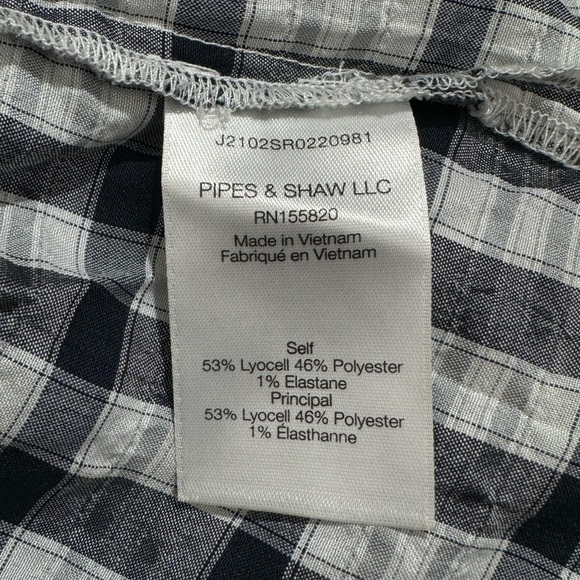 J2102SR0220981
PIPES & SHAW LLC
RN155820
Made in Vietnam
Fabriqué en Vietnam
Self
53% Lyocell 46% Polyester
1% Elastane
Principal
53% Lyocell 46% Polyester
1% Élasthanne